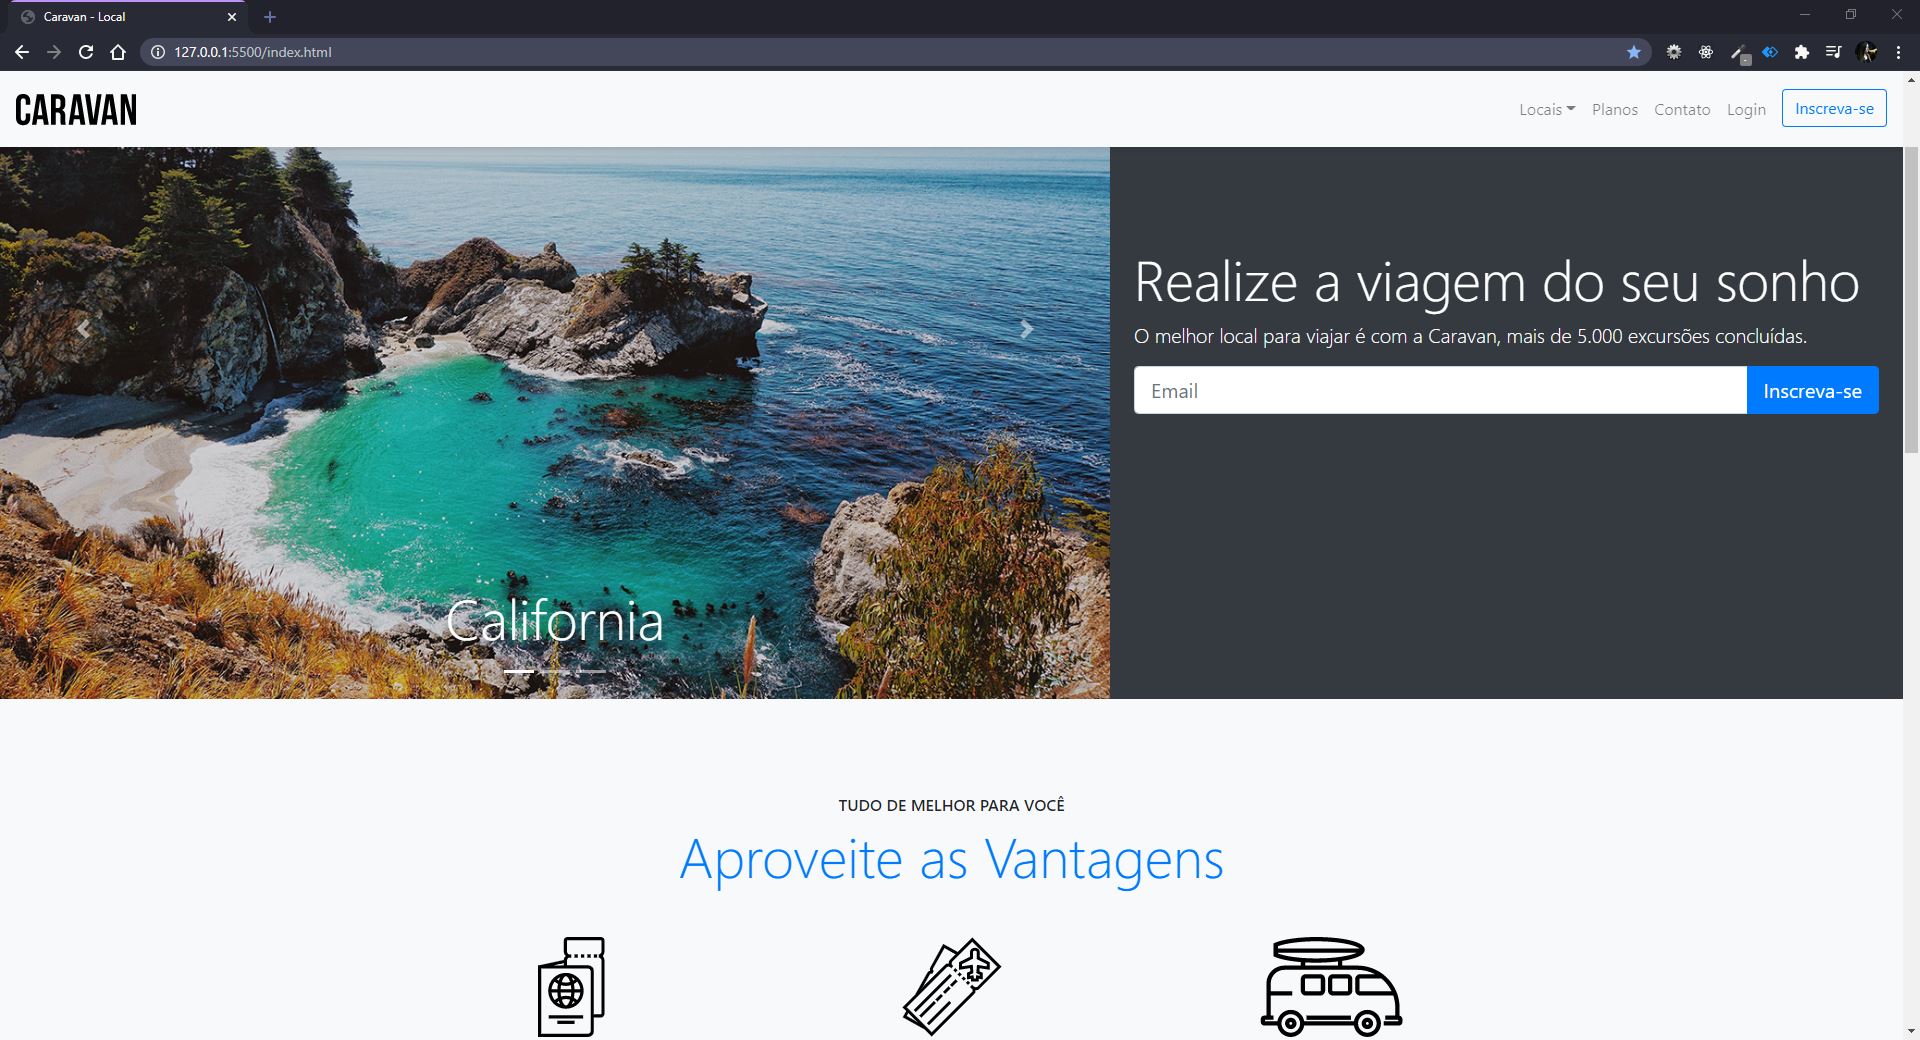 Caravan - Local
127.0.0.1:5500/index.html
CARAVAN
Locais Planos Contato Login Inscreva-se
Realize a viagem do seu sonho
O melhor local para viajar é com a Caravan, mais de 5.000 excursões concluídas.
Email Inscreva-se
California
TUDO DE MELHOR PARA VOCÊ
Aproveite as Vantagens